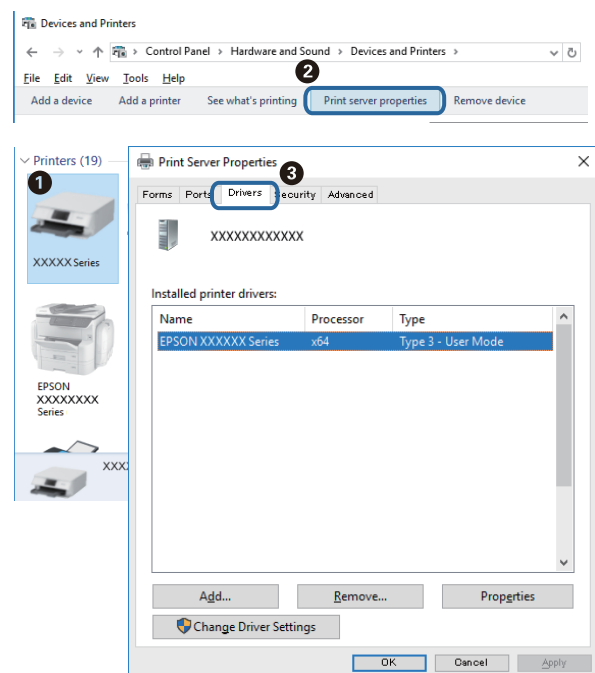 Devices and Printers
Control Panel > Hardware and Sound > Devices and Printers >
2
File Edit View Tools Help
Add a device Add a printer See what's printing Print server properties Remove device
Printers (19)
1
XXXXX Series
EPSON
XXXXXXXX
Series
XXX
Print Server Properties
3
Forms Ports Drivers Security Advanced
XXXXXXXXXXXX
Installed printer drivers:
Name Processor Type
EPSON XXXXXX Series x64 Type 3 - User Mode
Add... Remove... Properties
Change Driver Settings
OK Cancel Apply